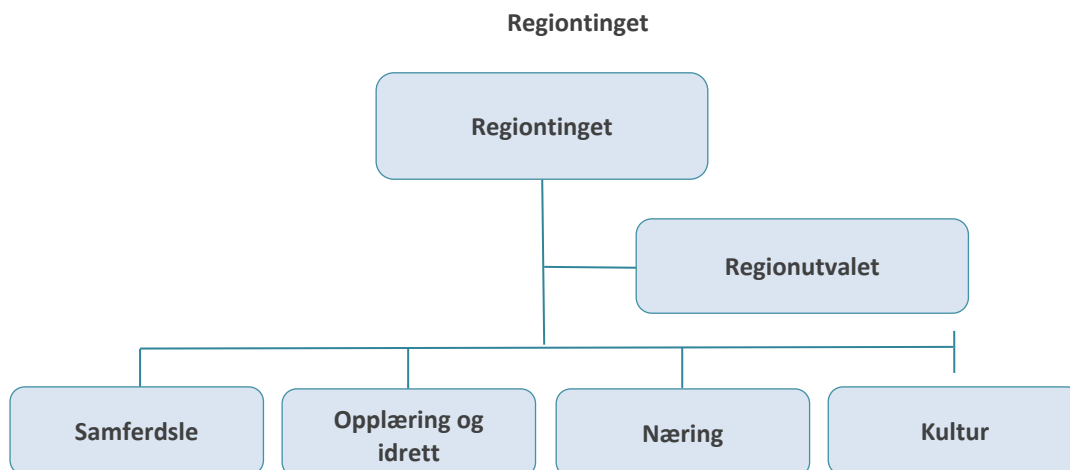 Regiontinget
Regiontinget
Regionutvalet
Samferdsle
Opplæring og
idrett
Næring
Kultur